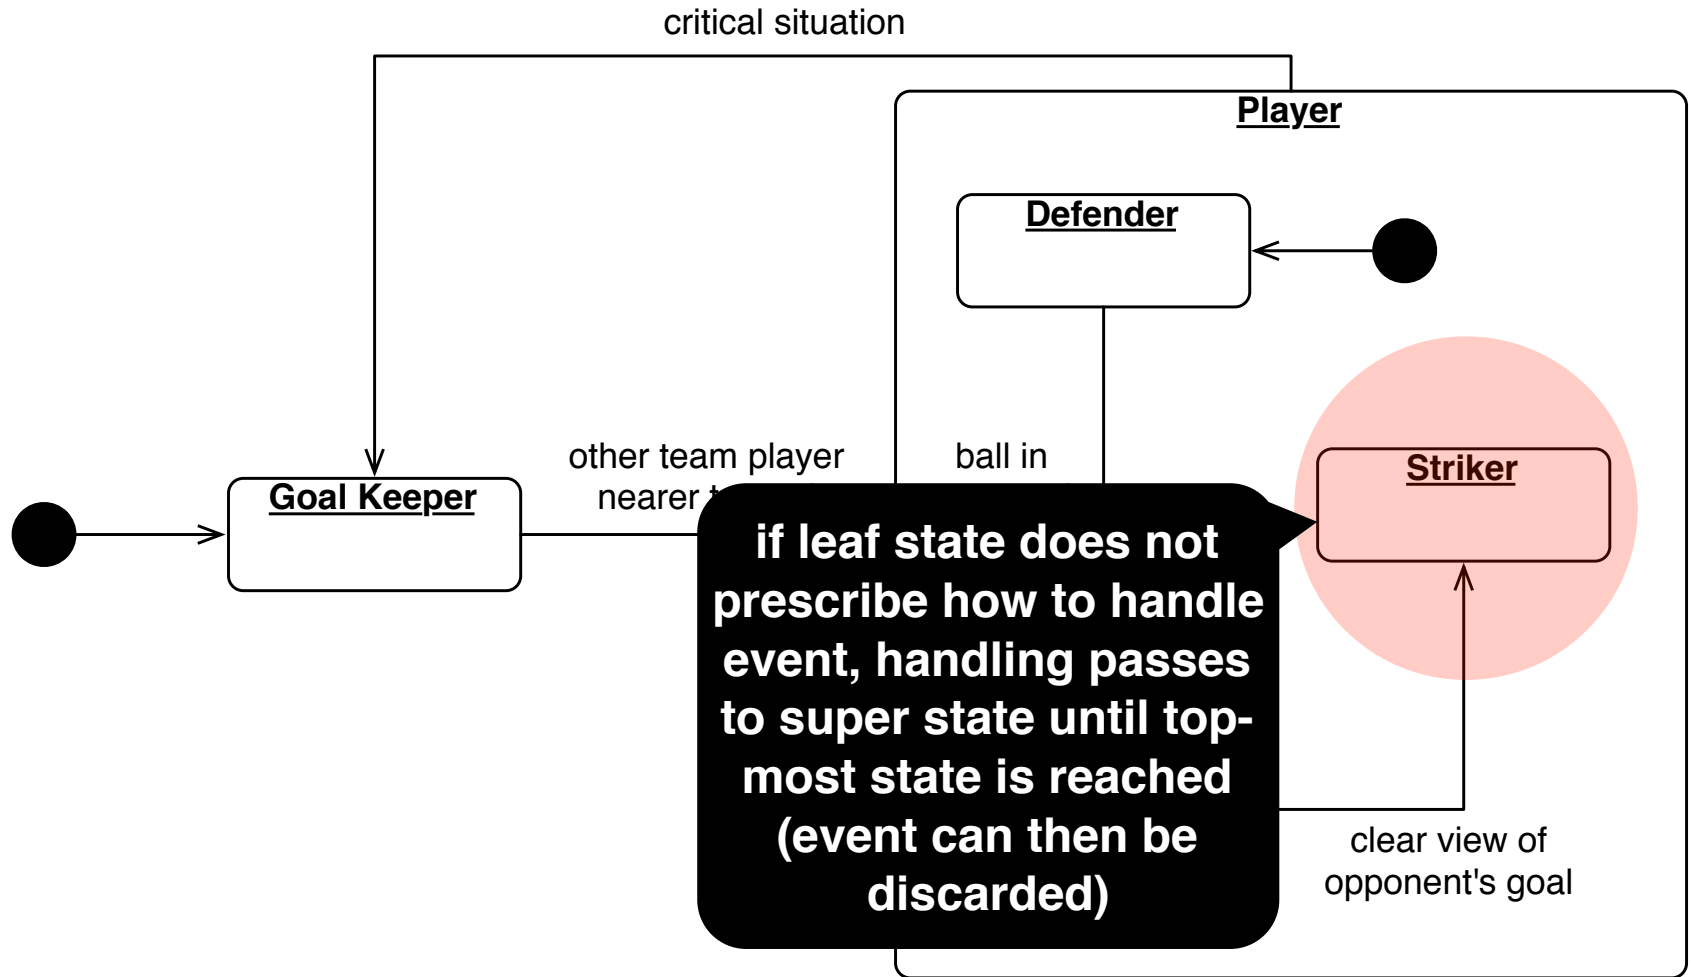 critical situation
Player
Defender
other team player
nearer
ball in
Goal Keeper
Striker
if leaf state does not
prescribe how to handle
event, handling passes
to super state until top-
most state is reached
(event can then be
discarded)
clear view of
opponent's goal